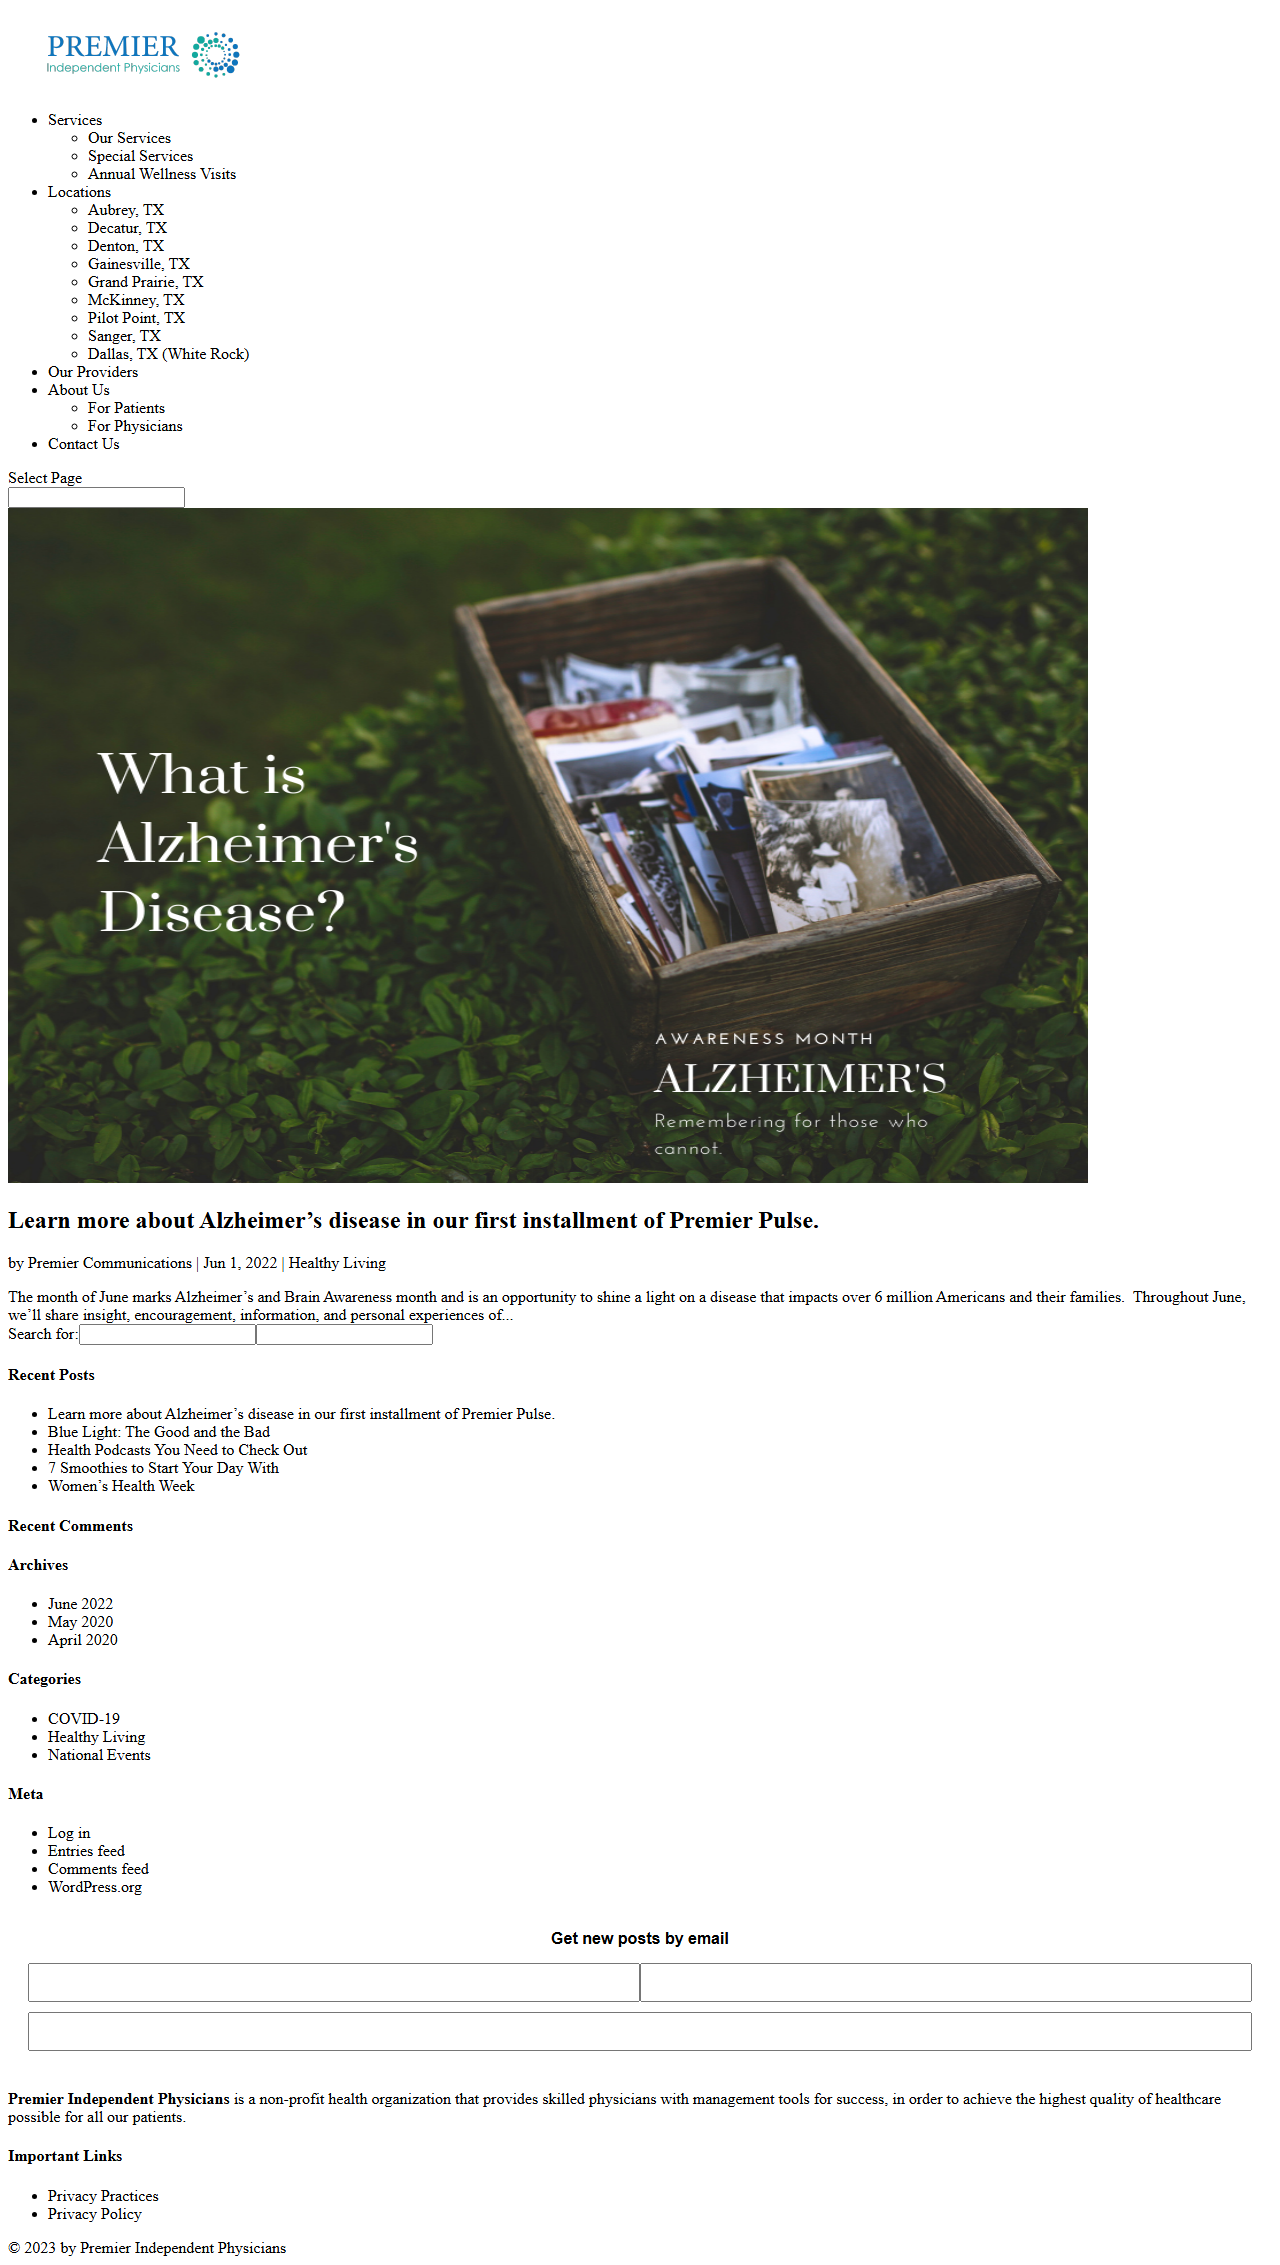 PREMIER
Independent Physicians
Services
Our Services
Special Services
Annual Wellness Visits
Locations
Aubrey, TX
Decatur, TX
Denton, TX
Gainesville, TX
Grand Prairie, TX
McKinney, TX
Pilot Point, TX
Sanger, TX
Dallas, TX (White Rock)
Our Providers
About Us
For Patients
For Physicians
Contact Us
Select Page
What is
Alzheimer's
Disease?
AWARENESS MONTH
ALZHEIMER'S
Remembering for those who
cannot.
Learn more about Alzheimer’s disease in our first installment of Premier Pulse.
by Premier Communications | Jun 1, 2022 | Healthy Living
The month of June marks Alzheimer’s and Brain Awareness month and is an opportunity to shine a light on a disease that impacts over 6 million Americans and their families.  Throughout June,
we’ll share insight, encouragement, information, and personal experiences of...
Search for:
Recent Posts
Learn more about Alzheimer’s disease in our first installment of Premier Pulse.
Blue Light: The Good and the Bad
Health Podcasts You Need to Check Out
7 Smoothies to Start Your Day With
Women’s Health Week
Recent Comments
Archives
June 2022
May 2020
April 2020
Categories
COVID-19
Healthy Living
National Events
Meta
Log in
Entries feed
Comments feed
WordPress.org
Get new posts by email
Premier Independent Physicians is a non-profit health organization that provides skilled physicians with management tools for success, in order to achieve the highest quality of healthcare
possible for all our patients.
Important Links
Privacy Practices
Privacy Policy
© 2023 by Premier Independent Physicians